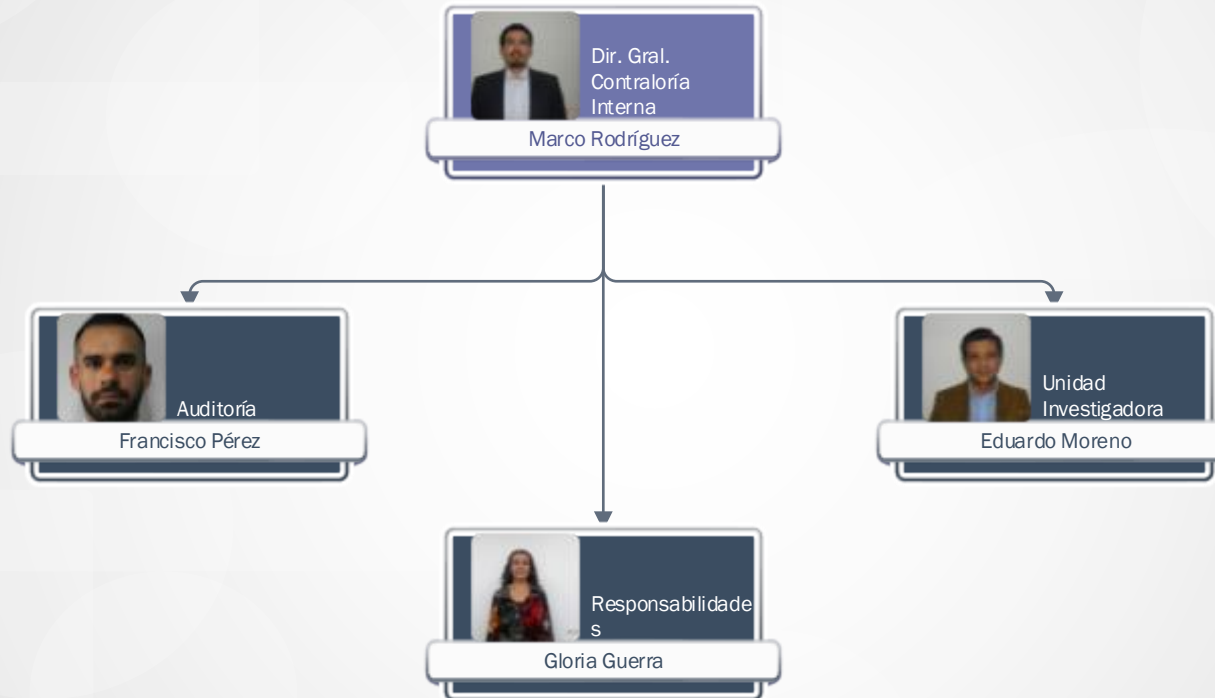 Dir. Gral.
Contraloría
Interna
Marco Rodríguez
Auditoría
Francisco Pérez
Unidad
Investigadora
Eduardo Moreno
Responsabilidade
s
Gloria Guerra